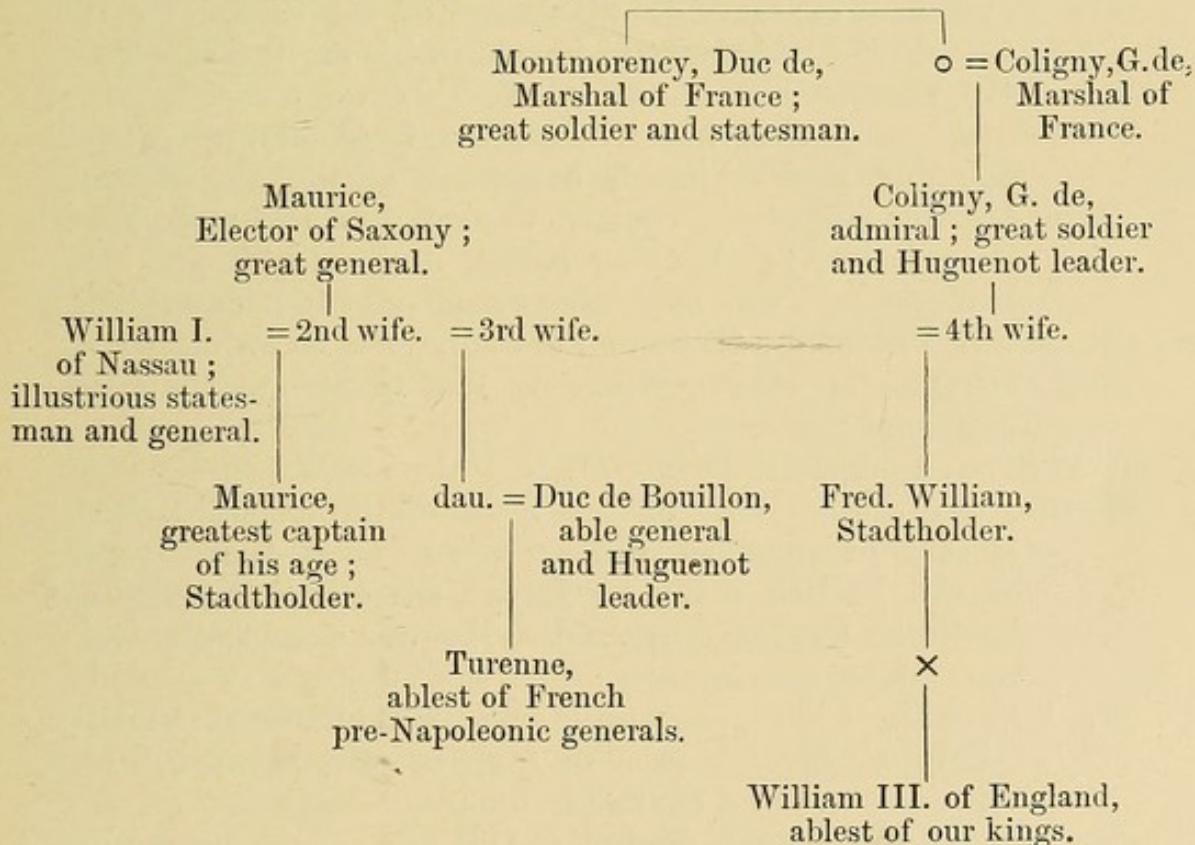 Montmorency, Duc de,
Marshal of France ;
great soldier and statesman.
o = Coligny, G. de,
Marshal of
France.
Maurice,
Elector of Saxony ;
great general.
Coligny, G. de,
admiral ; great soldier
and Huguenot leader.
William I. = 2nd wife. = 3rd wife. = 4th wife.
of Nassau ;
illustrious states-
man and general.
Maurice,
greatest captain
of his age ;
Stadtholder.
dau. = Duc de Bouillon,
able general
and Huguenot
leader.
Fred. William,
Stadtholder.
Turenne,
ablest of French
pre-Napoleonic generals.
×
William III. of England,
ablest of our kings.